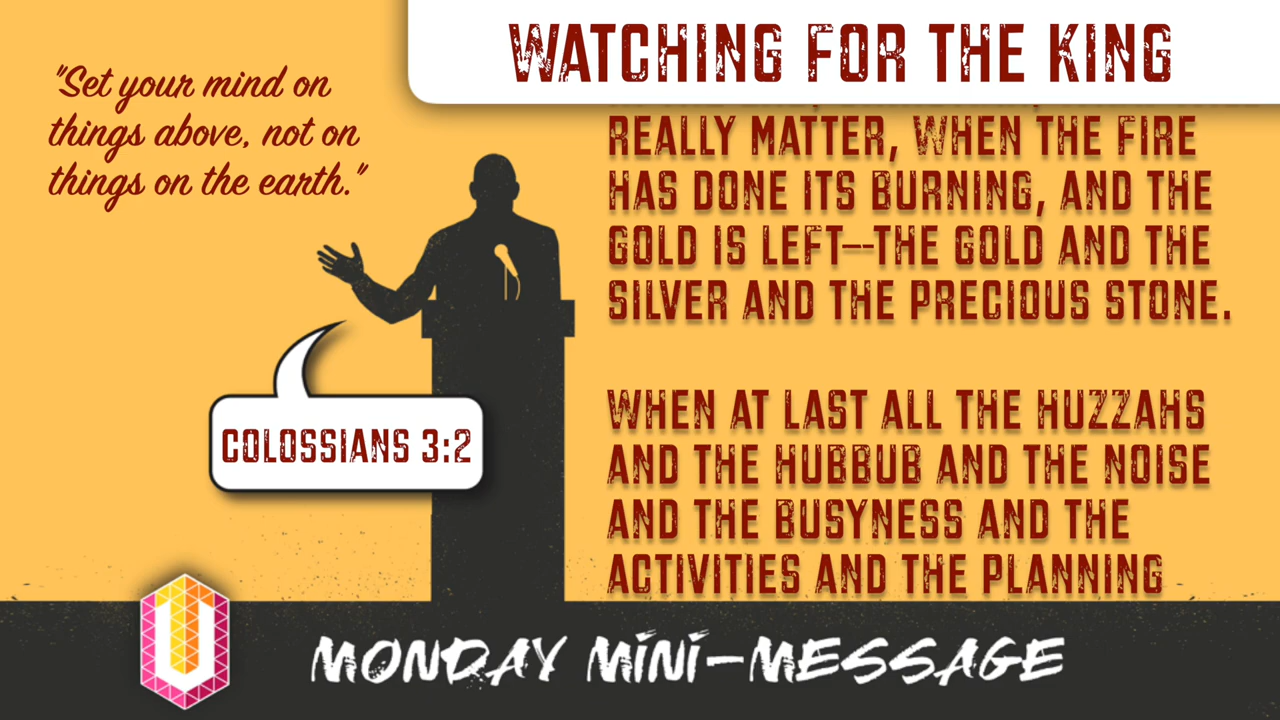 WATCHING FOR THE KING
"Set your mind on
things above, not on
things on the earth."
COLOSSIANS 3:2
REALLY MATTER, WHEN THE FIRE
HAS DONE ITS BURNING, AND THE
GOLD IS LEFT--THE GOLD AND THE
SILVER AND THE PRECIOUS STONE.
WHEN AT LAST ALL THE HUZZAHS
AND THE HUBBUB AND THE NOISE
AND THE BUSYNESS AND THE
ACTIVITIES AND THE PLANNING
U
MONDAY MINI-MESSAGE